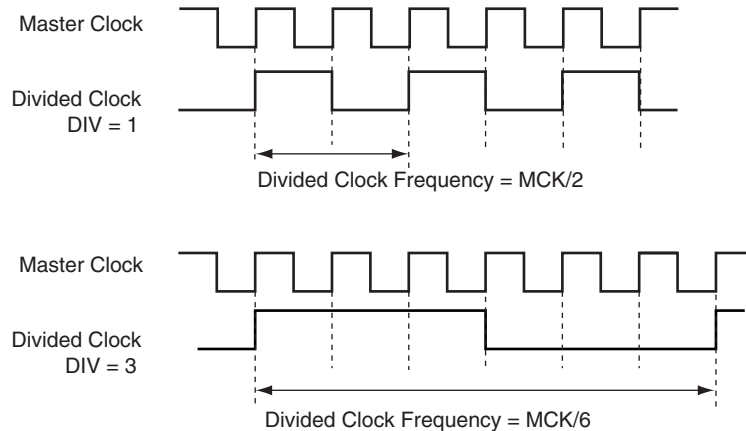 Master Clock
Divided Clock
DIV = 1
Divided Clock Frequency = MCK/2
Master Clock
Divided Clock
DIV = 3
Divided Clock Frequency = MCK/6